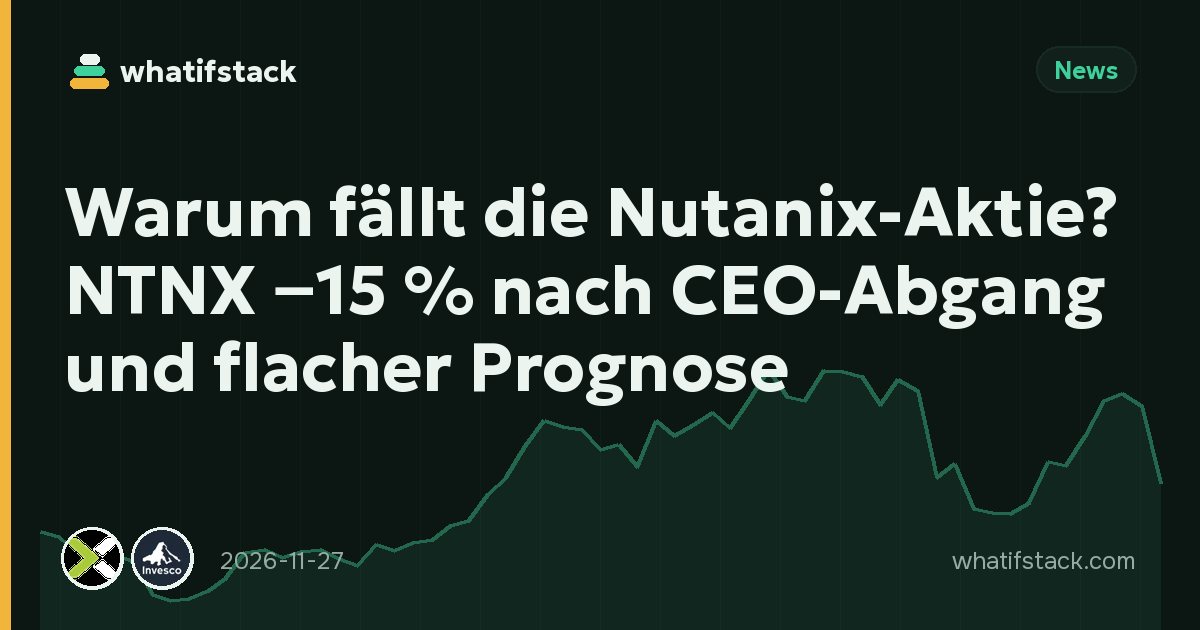 whatifstack
News
Warum fällt die Nutanix-Aktie?
NTNX −15 % nach CEO-Abgang
und flacher Prognose
Invesco
2026-11-27
whatifstack.com